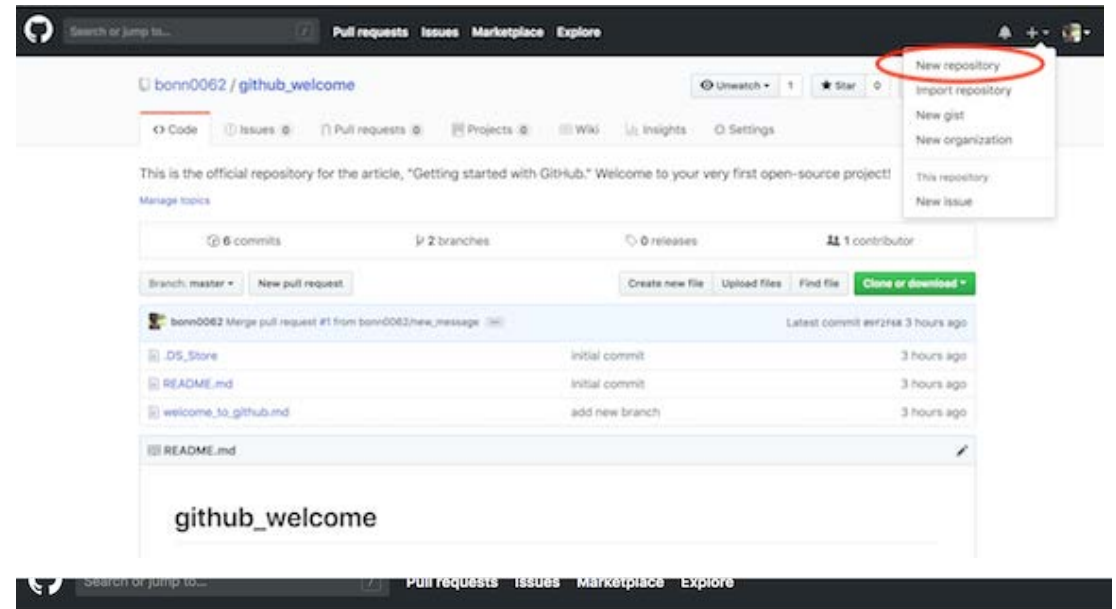 Search or jump to... / Pull requests Issues Marketplace Explore
New repository
bonn0062 / github_welcome Unwatch 1 Star 0
Import repository
New gist
Code Issues 0 Pull requests 0 Projects 0 Wiki Insights Settings
New organization
This is the official repository for the article, "Getting started with GitHub." Welcome to your very first open-source project!
This repository
Manage topics
New issue
6 commits 2 branches 0 releases 1 contributor
Branch: master New pull request Create new file Upload files Find file Clone or download
bonn0062 Merge pull request #1 from bonn0062/new_message Latest commit 3 hours ago
.DS_Store initial commit 3 hours ago
README.md initial commit 3 hours ago
welcome_to_github.md add new branch 3 hours ago
README.md
github_welcome
Search or jump to... / Pull requests Issues Marketplace Explore